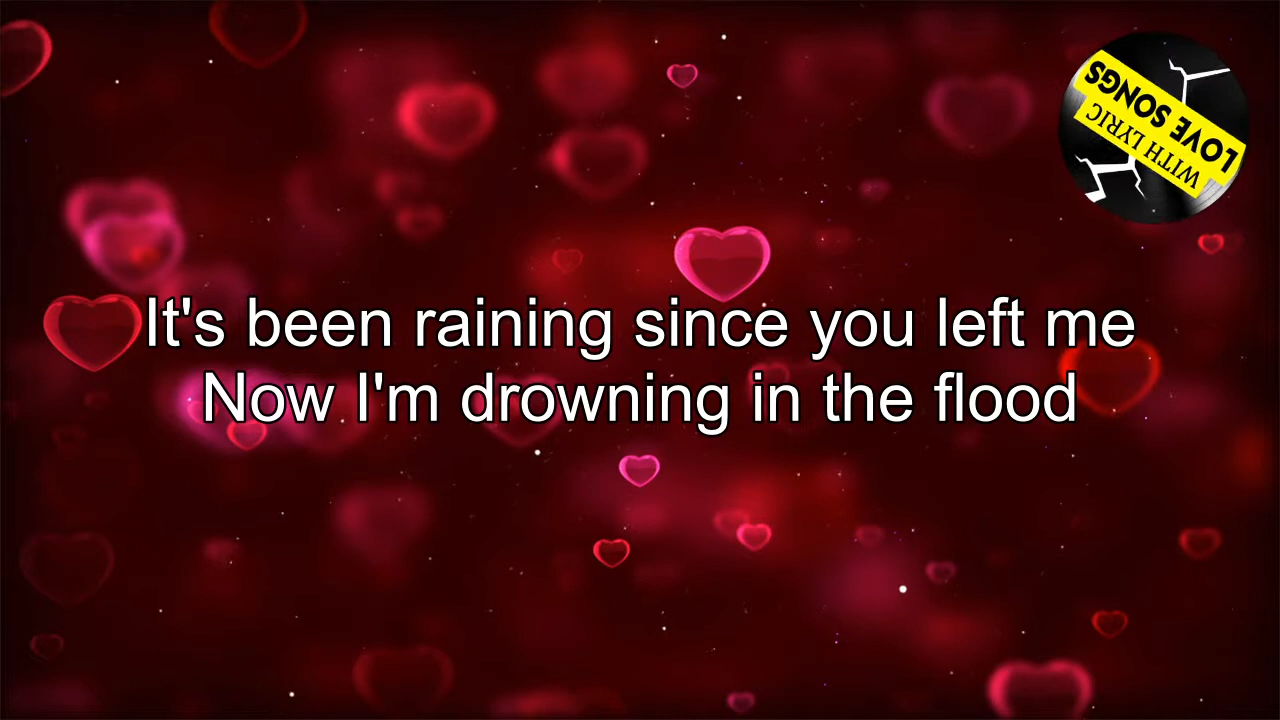 It's been raining since you left me
Now I'm drowning in the flood
LOVE SONGS
WITH LYRIC